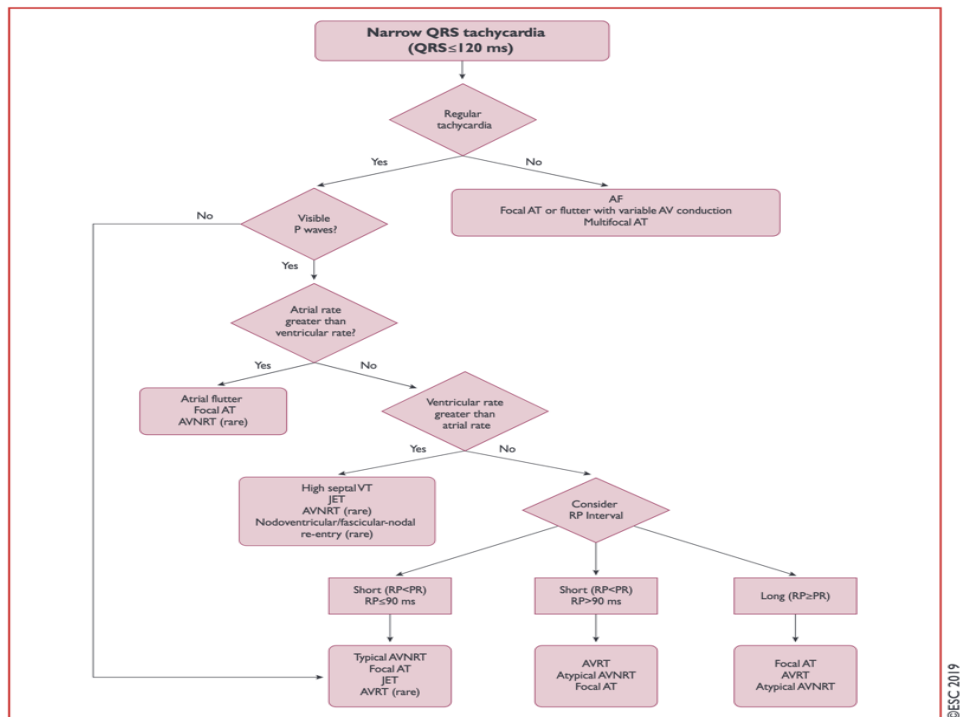 Narrow QRS tachycardia
(QRS≤120 ms)
Regular
tachycardia
Yes
No
AF
Focal AT or flutter with variable AV conduction
Multifocal AT
No
Visible
P waves?
Yes
Atrial rate
greater than
ventricular rate?
Yes
No
Atrial flutter
Focal AT
AVNRT (rare)
Ventricular rate
greater than
atrial rate
Yes
No
High septal VT
JET
AVNRT (rare)
Nodoventricular/fascicular-nodal
re-entry (rare)
Consider
RP Interval
Short (RP<PR)
RP≤90 ms
Short (RP<PR)
RP>90 ms
Long (RP≥PR)
Typical AVNRT
Focal AT
JET
AVRT (rare)
AVRT
Atypical AVNRT
Focal AT
Focal AT
AVRT
Atypical AVNRT
©ESC 2019